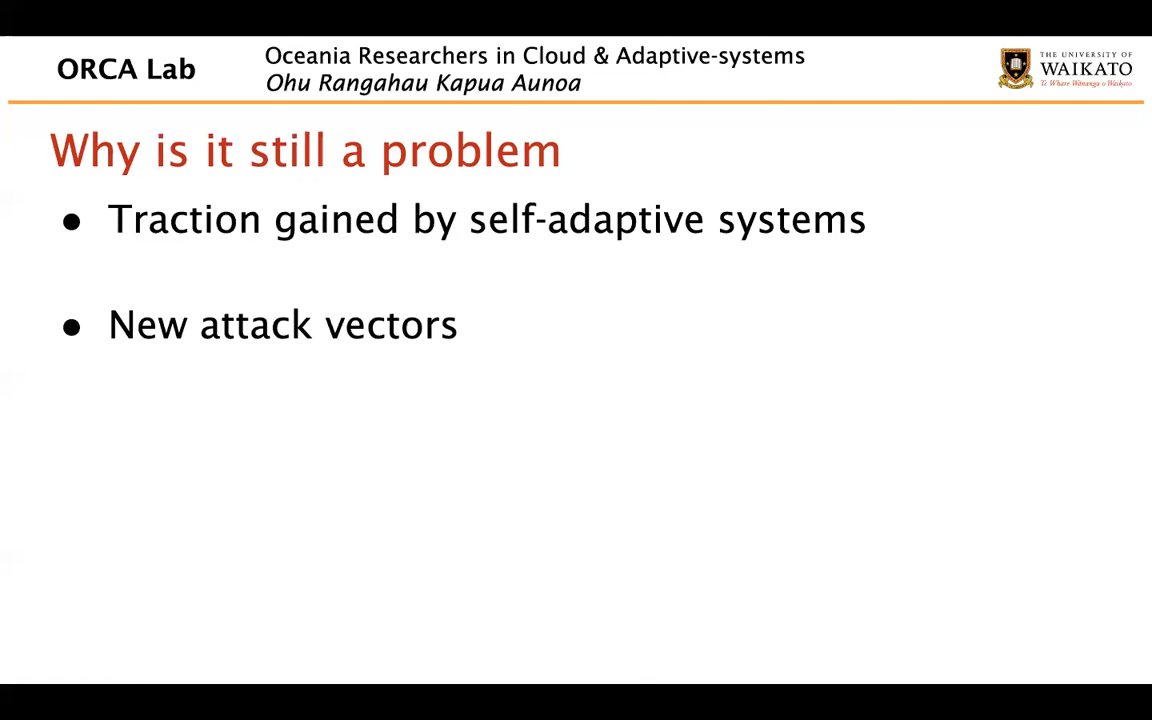 ORCA Lab
Oceania Researchers in Cloud & Adaptive-systems
Ohu Rangahau Kapua Aunoa
THE UNIVERSITY OF
WAIKATO
Te Whare Wānanga o Waikato
Why is it still a problem
● Traction gained by self-adaptive systems
● New attack vectors